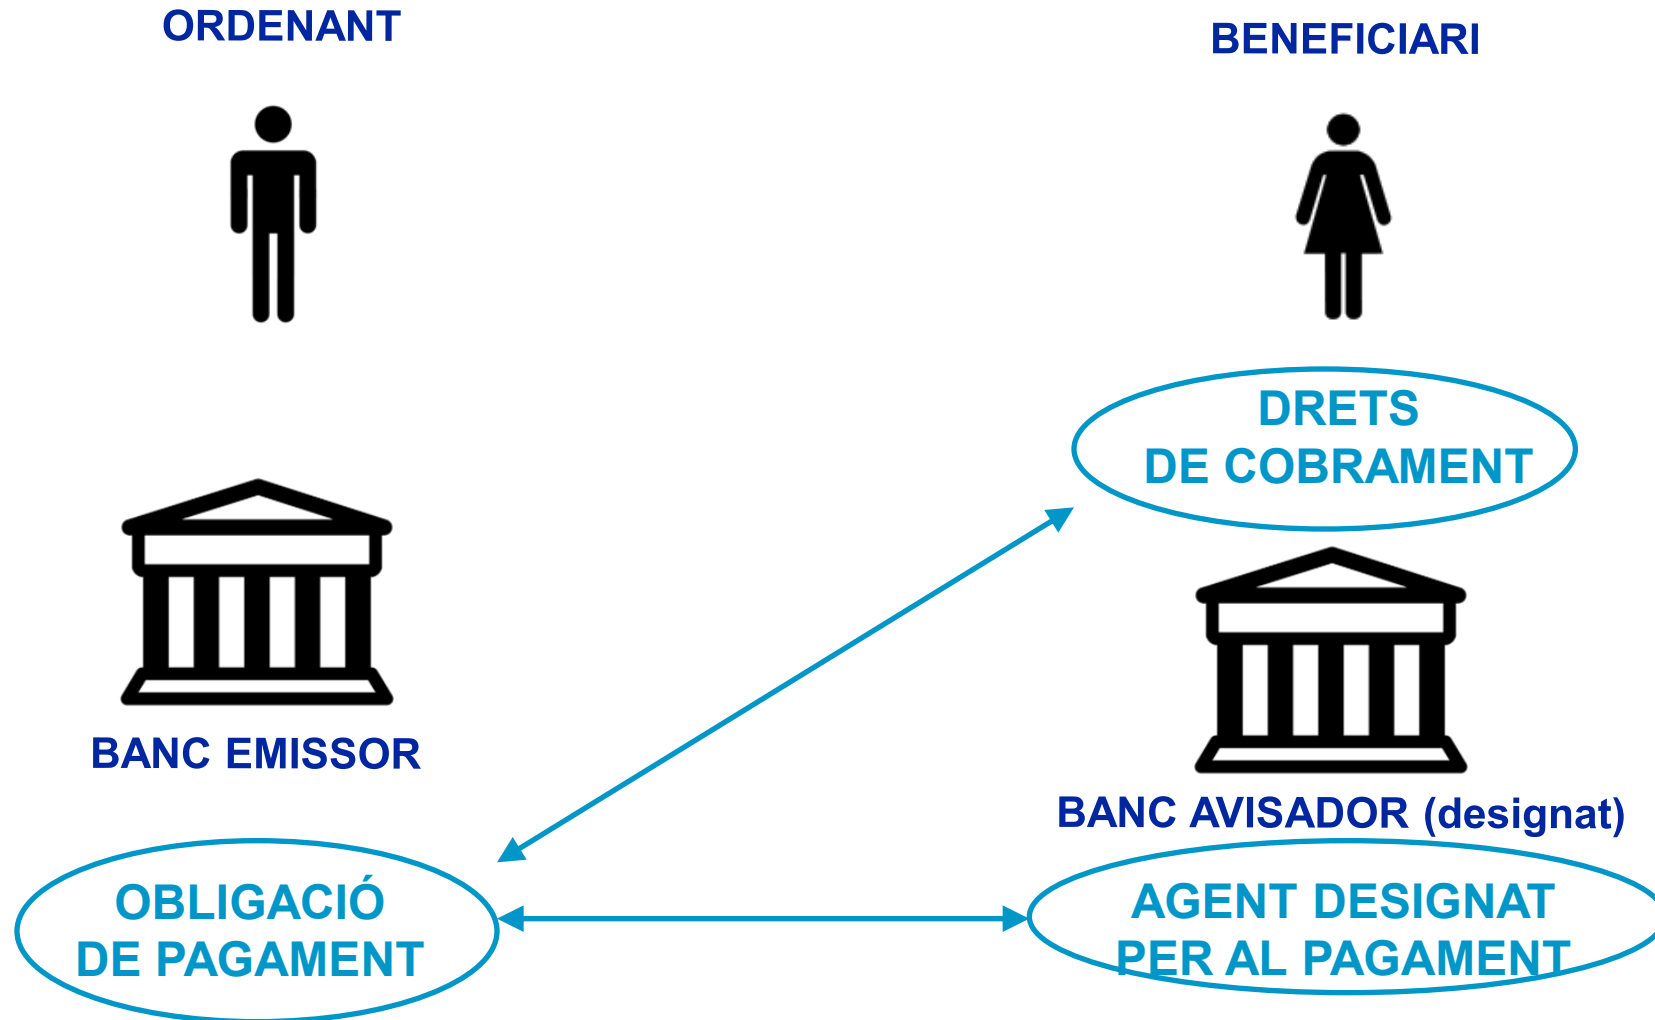 ORDENANT
BENEFICIARI
DRETS
DE COBRAMENT
BANC EMISSOR
BANC AVISADOR (designat)
OBLIGACIÓ
DE PAGAMENT
AGENT DESIGNAT
PER AL PAGAMENT